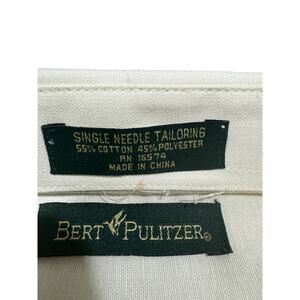 SINGLE NEEDLE TAILORING
55% COTTON 45% POLYESTER
RN 16574
MADE IN CHINA
BERT PULITZER®